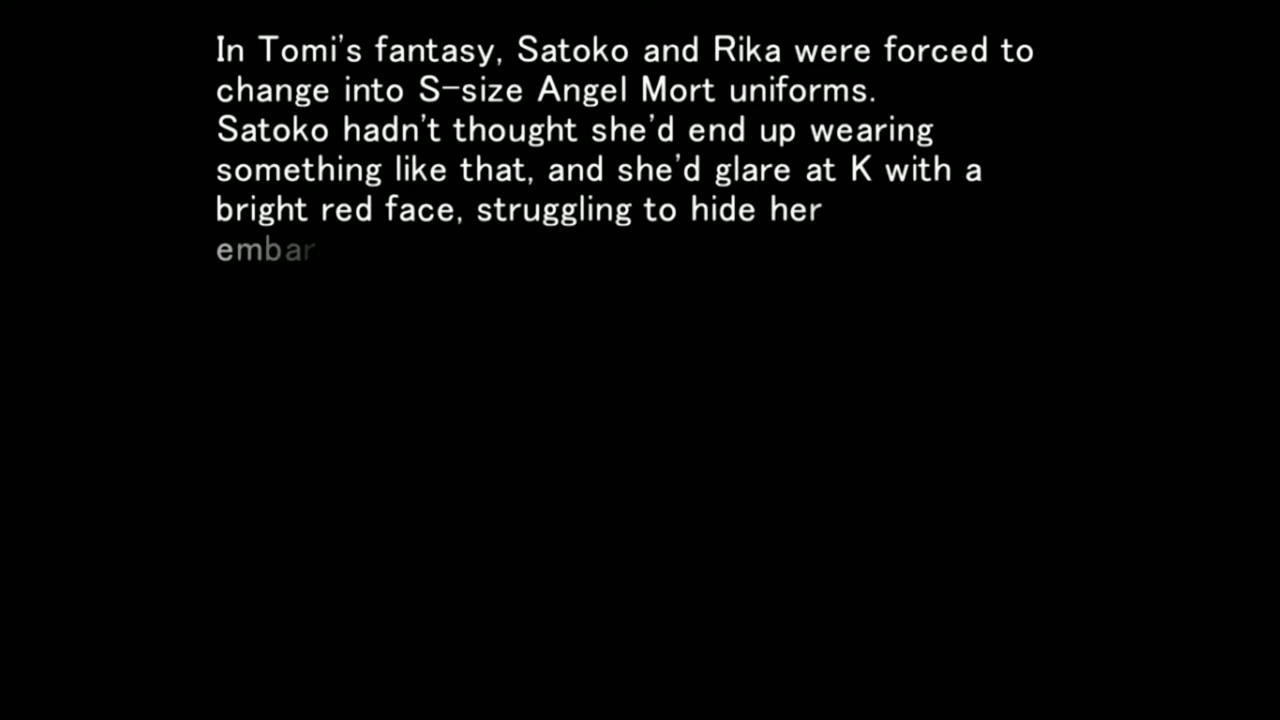 In Tomi's fantasy, Satoko and Rika were forced to
change into S-size Angel Mort uniforms.
Satoko hadn't thought she'd end up wearing
something like that, and she'd glare at K with a
bright red face, struggling to hide her
embar